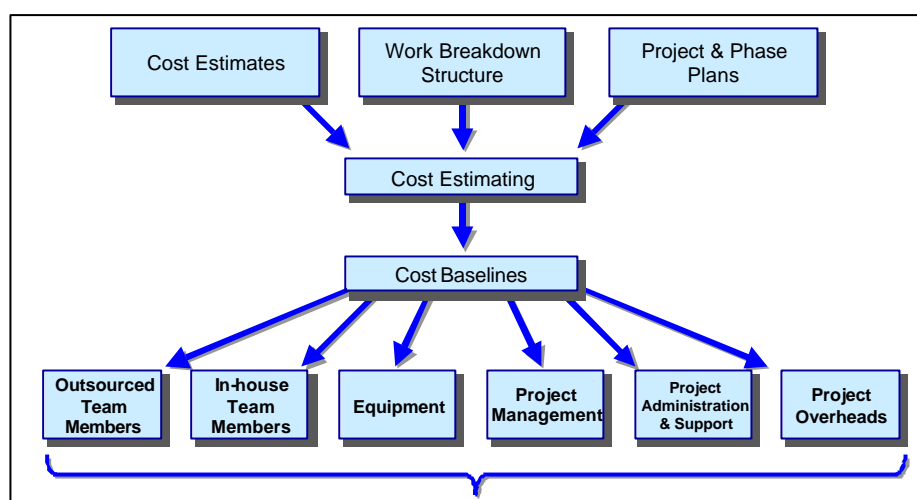 Cost Estimates
Work Breakdown
Structure
Project & Phase
Plans
Cost Estimating
Cost Baselines
Outsourced
Team
Members
In-house
Team
Members
Equipment
Project
Management
Project
Administration
& Support
Project
Overheads